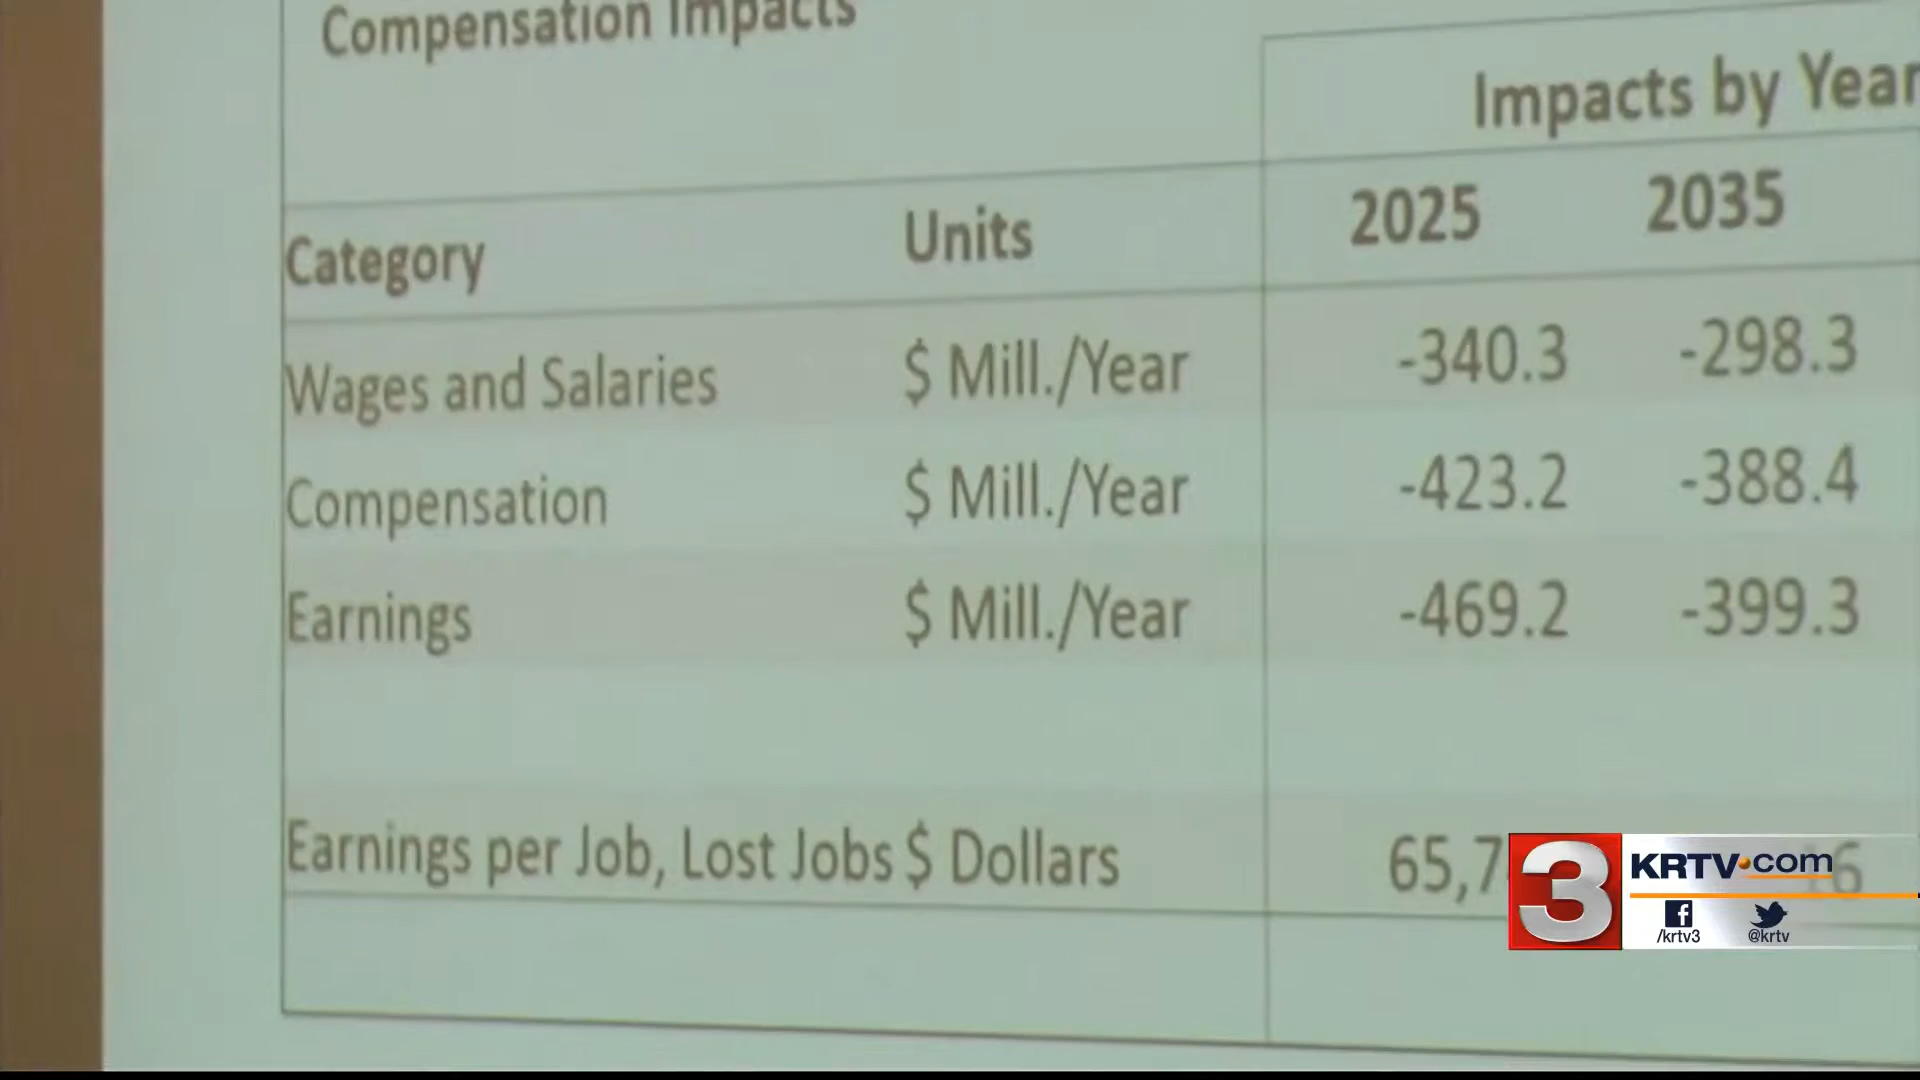 Compensation Impacts
Impacts by Year
Category Units 2025 2035
Wages and Salaries $ Mill./Year -340.3 -298.3
Compensation $ Mill./Year -423.2 -388.4
Earnings $ Mill./Year -469.2 -399.3
Earnings per Job, Lost Jobs $ Dollars
3 KRTV.com
/krtv3 @krtv